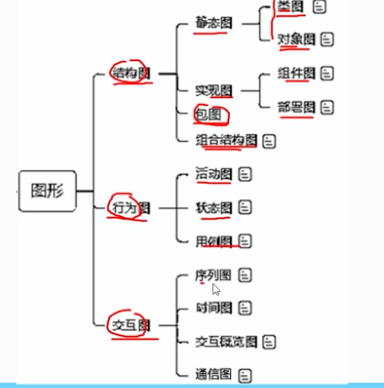 图形
结构图
静态图
类图
对象图
实现图
组件图
部署图
包图
组合结构图
行为图
活动图
状态图
用例图
交互图
序列图
时间图
交互概览图
通信图